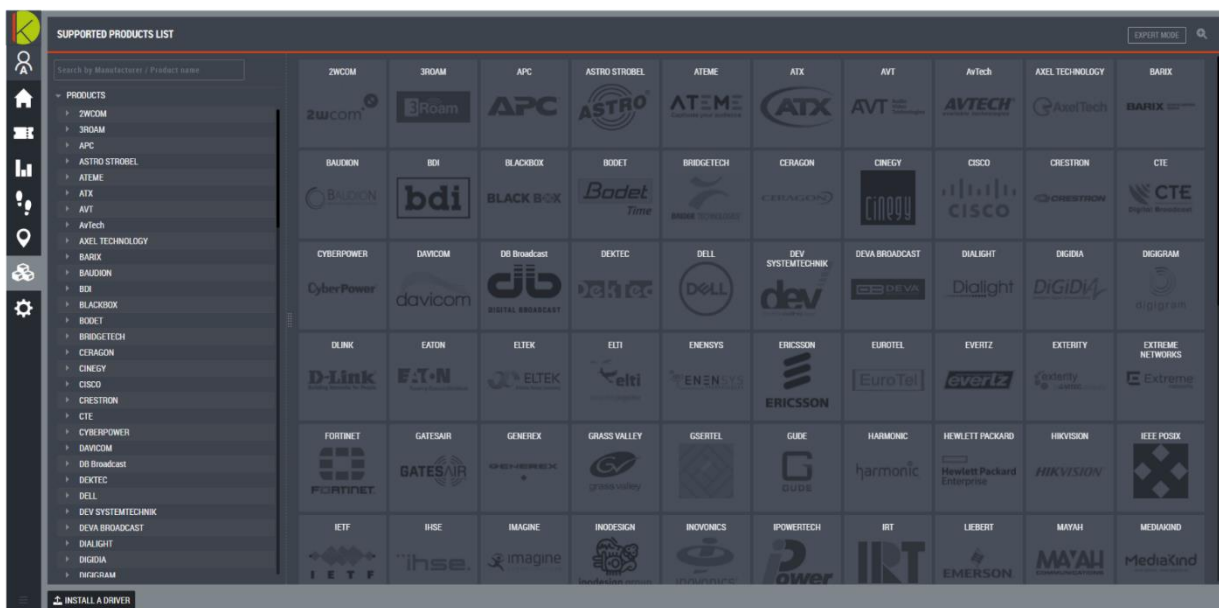 SUPPORTED PRODUCTS LIST
EXPERT MODE
Search by Manufacturer / Product name
PRODUCTS
2WCOM
3ROAM
APC
ASTRO STROBEL
ATEME
ATX
AVT
AvTech
AXEL TECHNOLOGY
BARIX
BAUDION
BDI
BLACKBOX
BODET
BRIDGETECH
CERAGON
CINEGY
CISCO
CRESTRON
CTE
CYBERPOWER
DAVICOM
DB Broadcast
DEKTEC
DELL
DEV SYSTEMTECHNIK
DEVA BROADCAST
DIALIGHT
DIGIDIA
DIGIGRAM
INSTALL A DRIVER
2WCOM 3ROAM APC ASTRO STROBEL ATEME ATX AVT AvTech AXEL TECHNOLOGY BARIX
2wcom 3Roam APC ASTRO ATEME ATX AVT AVTECH AxelTech BARIX
BAUDION BDI BLACKBOX BODET BRIDGETECH CERAGON CINEGY CISCO CRESTRON CTE
BAUDION bdi BLACK BOX Bodet Time BRIDGE CERAGON cinegy CISCO CRESTRON CTE Digital Broadcast
CYBERPOWER DAVICOM DB Broadcast DEKTEC DELL DEV SYSTEMTECHNIK DEVA BROADCAST DIALIGHT DIGIDIA DIGIGRAM
CyberPower davicom db DIGITAL BROADCAST DekTec DELL dev DEVA Dialight DiGiDiA digigram
DLINK EATON ELTEK ELTI ENENSYS ERICSSON EUROTEL EVERTZ EXTERITY EXTREME NETWORKS
D-Link EATON ELTEK elti ENENSYS ERICSSON EuroTel evertz exterity Extreme
FORTINET GATESAIR GENEREX GRASS VALLEY GSERTEL GUDE HARMONIC HEWLETT PACKARD HIKVISION IEEE POSIX
FORTINET GATESAIR GENEREX GV grass valley G GUDE harmonic Hewlett Packard Enterprise HIKVISION
IETF IHSE IMAGINE INODESIGN INOVONICS IPOWERTECH IRT LIEBERT MAYAH MEDIAKIND
IETF ihse. imagine inodesign group INOVONICS Power IRT EMERSON MAYAH COMMUNICATIONS MediaKind